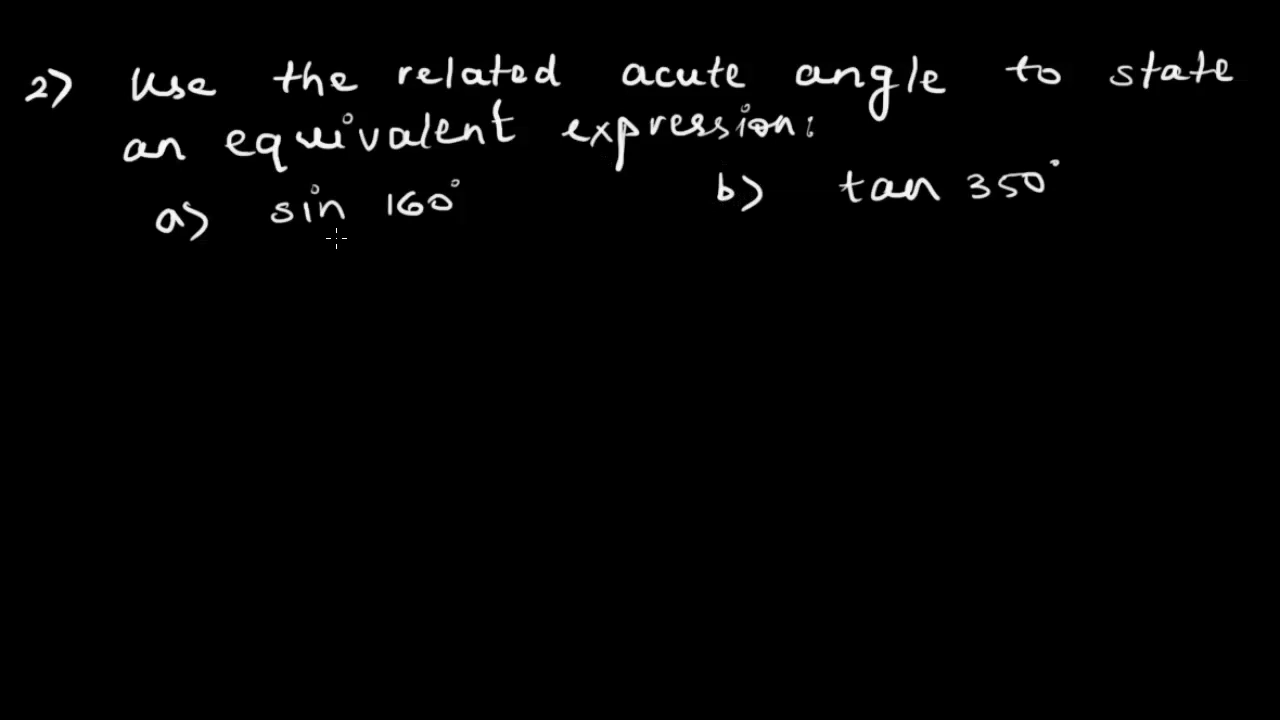 2) Use the related acute angle to state
an equivalent expression:
a) sin 160° b) tan 350°